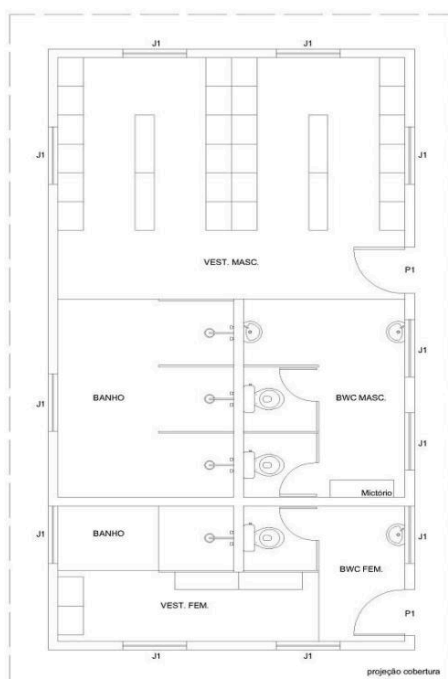 J1 J1
J1 J1
VEST. MASC.
P1
J1
J1 BANHO BWC MASC.
J1
Mictório
J1 BANHO J1
BWC FEM.
VEST. FEM. P1
J1 J1
projeção cobertura